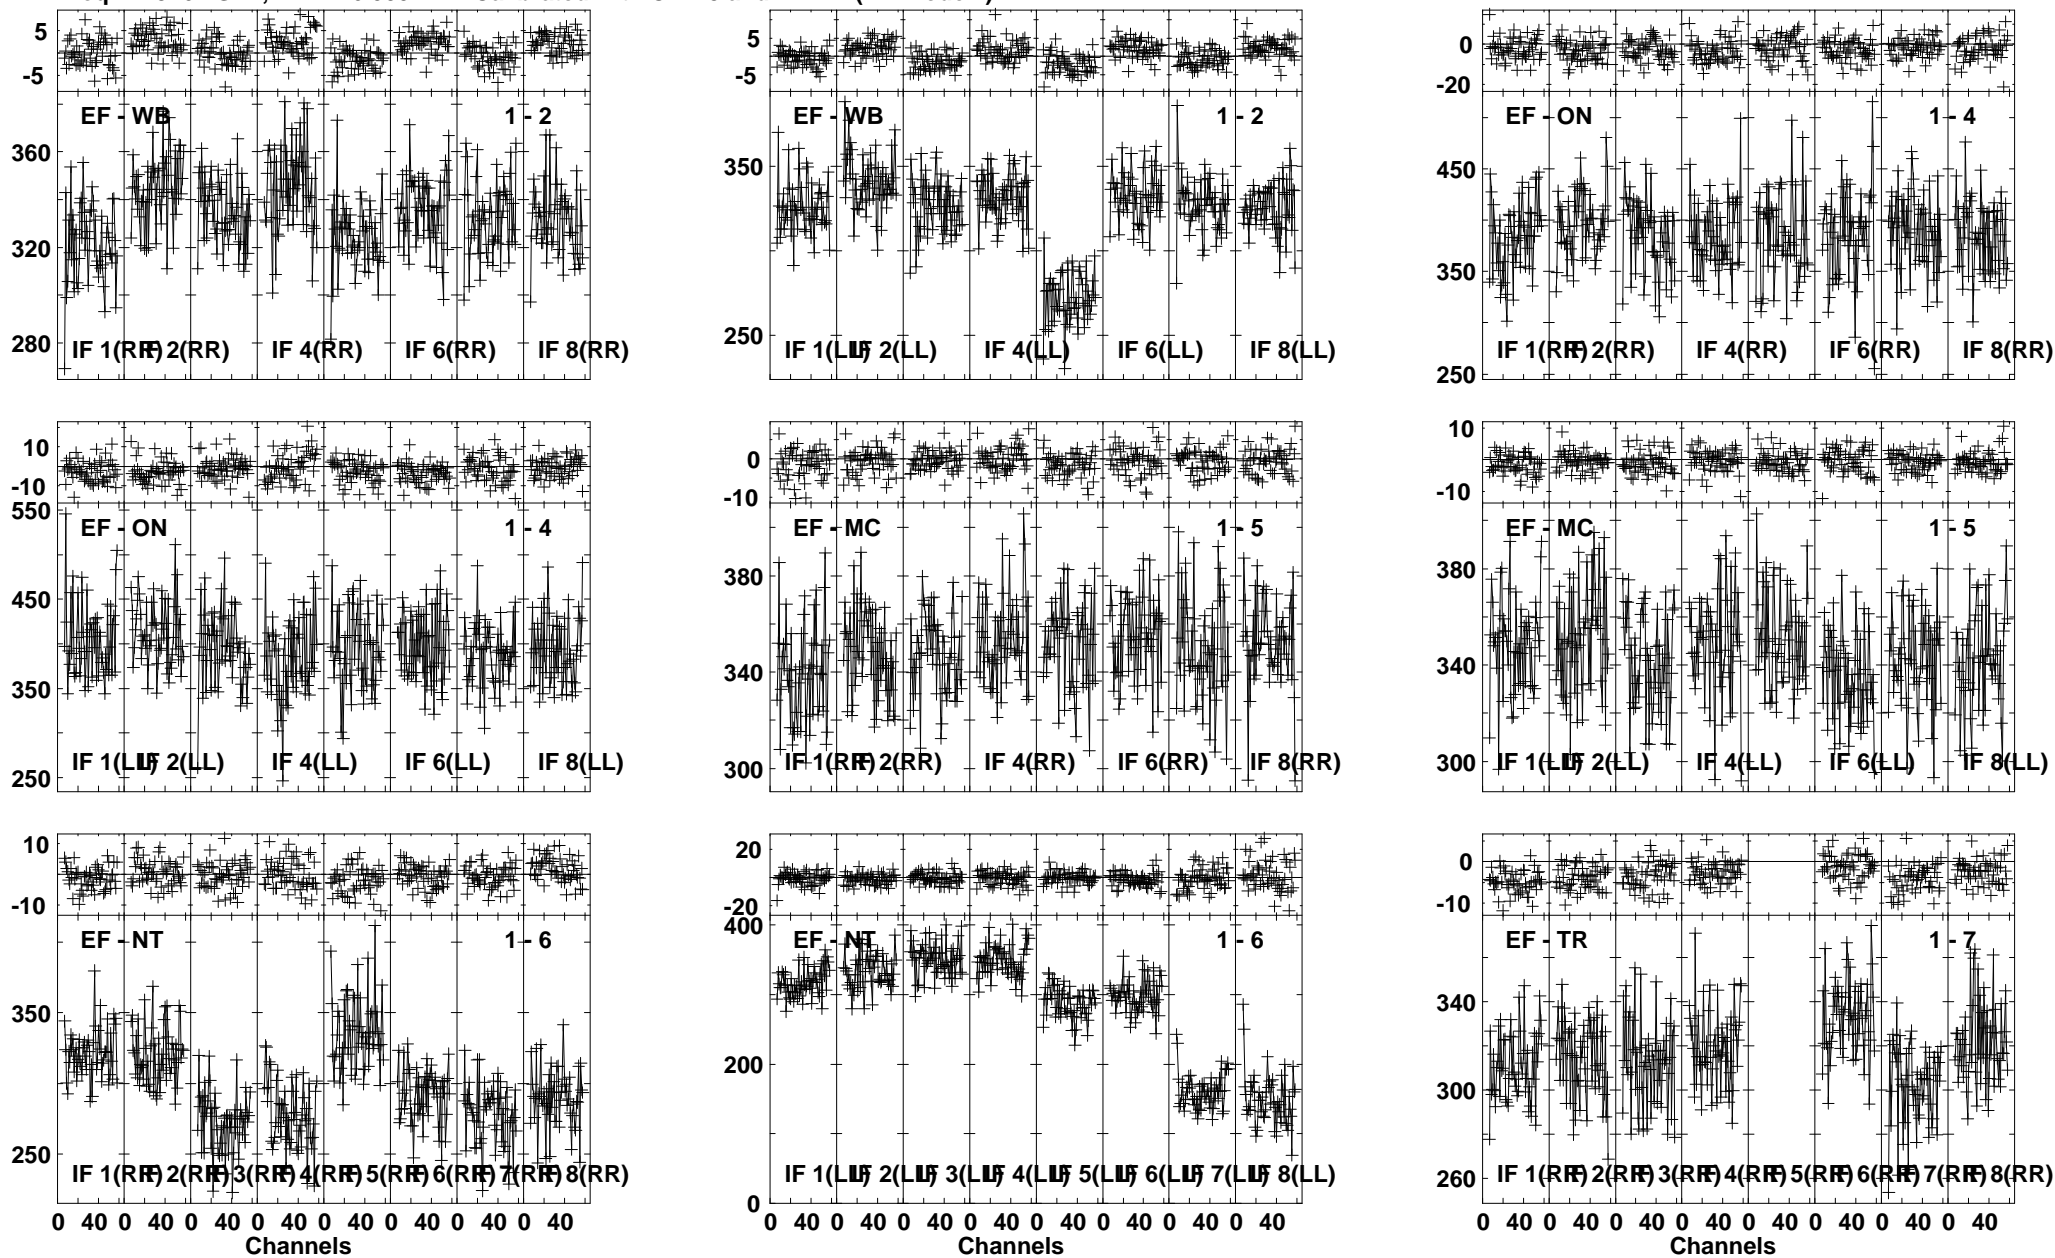 5 5 0
-5 -5 -20
EF - WB 1 - 2 EF - WB 1 - 2 EF - ON 1 - 4
360 350 450
320 350
280 250 250
IF 1(RR) IF 2(RR) IF 4(RR) IF 6(RR) IF 8(RR) IF 1(LL) IF 2(LL) IF 4(LL) IF 6(LL) IF 8(LL) IF 1(RR) IF 2(RR) IF 4(RR) IF 6(RR) IF 8(RR)
10 0 10
-10 -10 -10
550
EF - ON 1 - 4 EF - MC 1 - 5 EF - MC 1 - 5
450 380 380
350 340 340
250 300 300
IF 1(LL) IF 2(LL) IF 4(LL) IF 6(LL) IF 8(LL) IF 1(RR) IF 2(RR) IF 4(RR) IF 6(RR) IF 8(RR) IF 1(LL) IF 2(LL) IF 4(LL) IF 6(LL) IF 8(LL)
10 20 0
-10 -20 -10
400
EF - NT 1 - 6 EF - NT 1 - 6 EF - TR 1 - 7
350 200 340
300
250 0 260
IF 1(RR) IF 2(RR) IF 3(RR) IF 4(RR) IF 5(RR) IF 6(RR) IF 7(RR) IF 8(RR) IF 1(LL) IF 2(LL) IF 3(LL) IF 4(LL) IF 5(LL) IF 6(LL) IF 7(LL) IF 8(LL) IF 1(RR) IF 2(RR) IF 3(RR) IF 4(RR) IF 5(RR) IF 6(RR) IF 7(RR) IF 8(RR)
0 40 0 40 0 40 0 40 0 40 0 40 0 40 0 40 0 40 0 40 0 40 0 40 0 40 0 40 0 40 0 40 0 40 0 40 0 40 0 40 0 40 0 40 0 40 0 40
Channels Channels